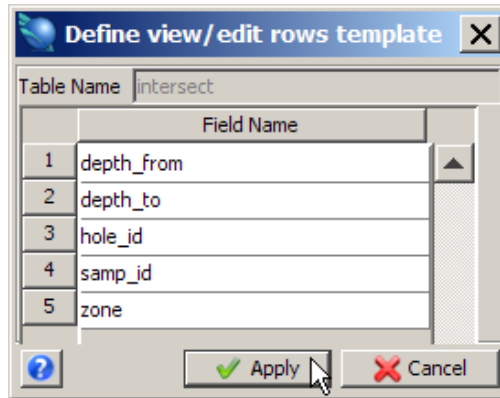 Define view/edit rows template
Table Name intersect
Field Name
1 depth_from
2 depth_to
3 hole_id
4 samp_id
5 zone
? Apply Cancel